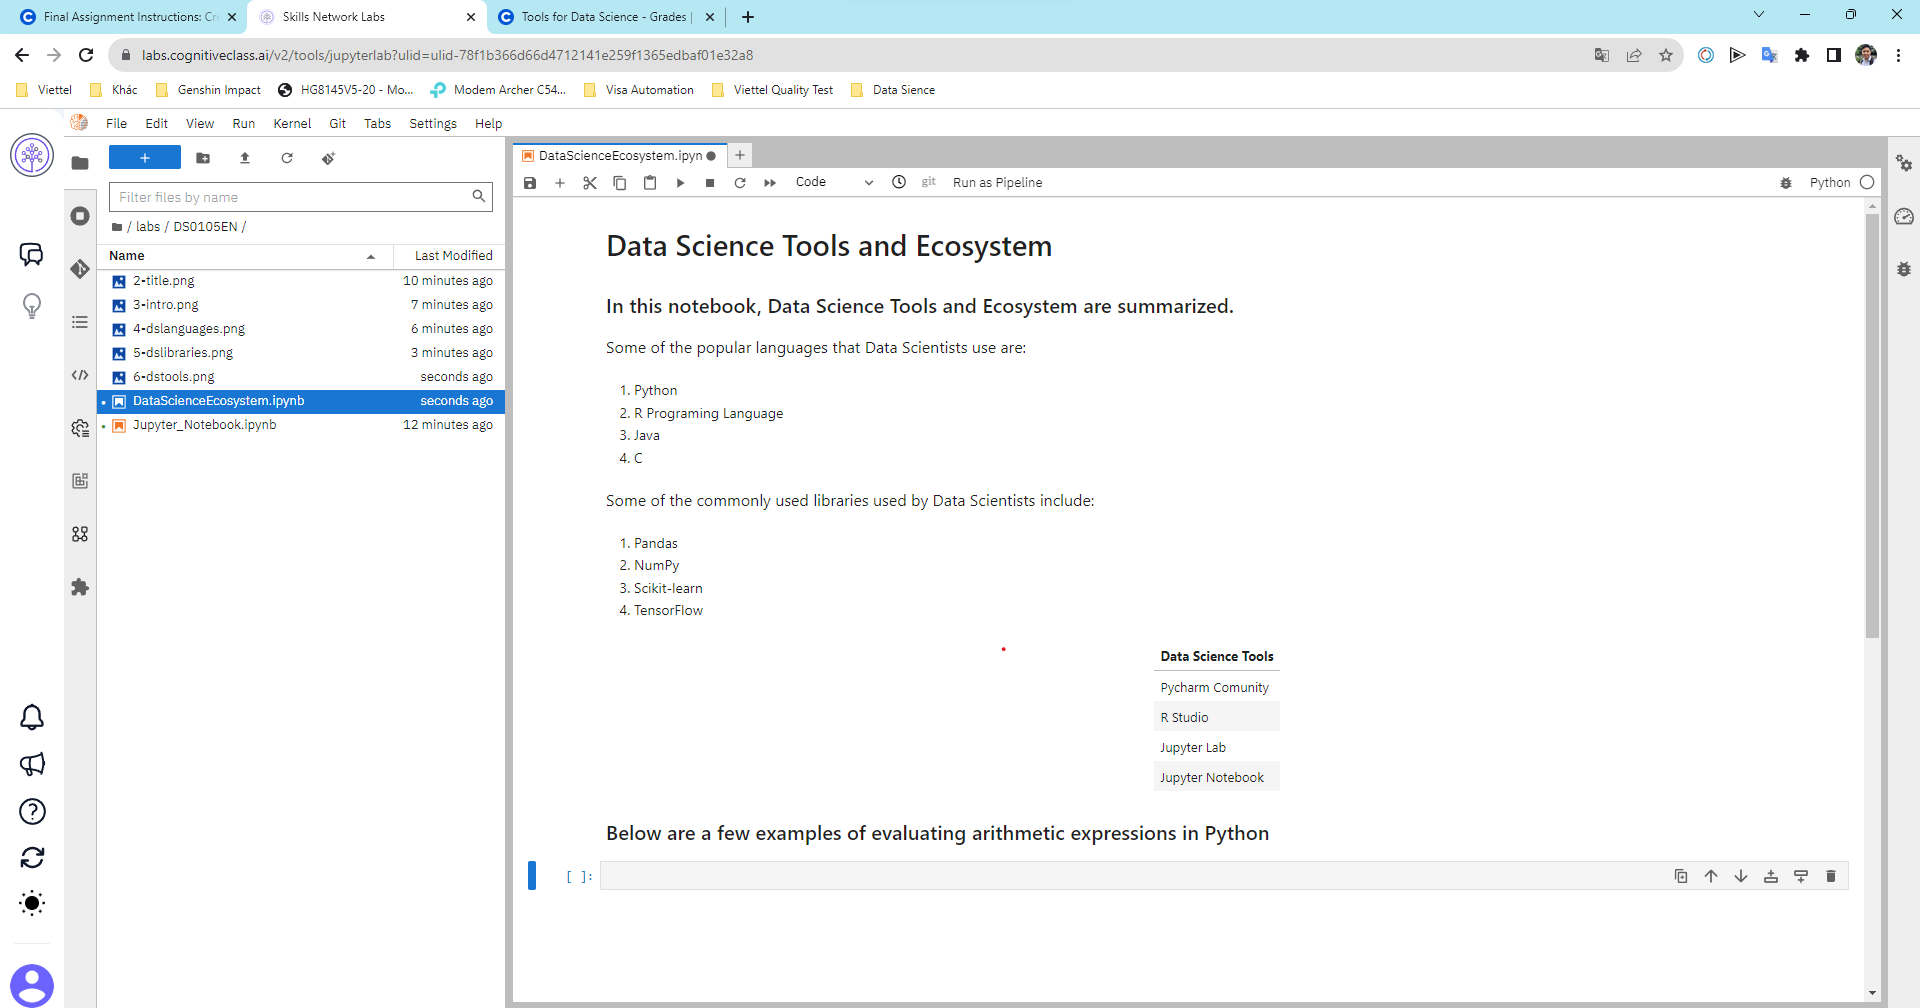 Final Assignment Instructions: Cr
Skills Network Labs
Tools for Data Science - Grades |
labs.cognitiveclass.ai/v2/tools/jupyterlab?ulid=ulid-78f1b366d66d4712141e259f1365edbaf01e32a8
Viettel
Khác
Genshin Impact
HG8145V5-20 - Mo...
Modem Archer C54...
Visa Automation
Viettel Quality Test
Data Sience
File Edit View Run Kernel Git Tabs Settings Help
Filter files by name
/ labs / DS0105EN /
Name Last Modified
2-title.png 10 minutes ago
3-intro.png 7 minutes ago
4-dslanguages.png 6 minutes ago
5-dslibraries.png 3 minutes ago
6-dstools.png seconds ago
DataScienceEcosystem.ipynb seconds ago
Jupyter_Notebook.ipynb 12 minutes ago
DataScienceEcosystem.ipyn
Code git Run as Pipeline Python
Data Science Tools and Ecosystem
In this notebook, Data Science Tools and Ecosystem are summarized.
Some of the popular languages that Data Scientists use are:
1. Python
2. R Programing Language
3. Java
4. C
Some of the commonly used libraries used by Data Scientists include:
1. Pandas
2. NumPy
3. Scikit-learn
4. TensorFlow
Data Science Tools
Pycharm Comunity
R Studio
Jupyter Lab
Jupyter Notebook
Below are a few examples of evaluating arithmetic expressions in Python
[ ]: